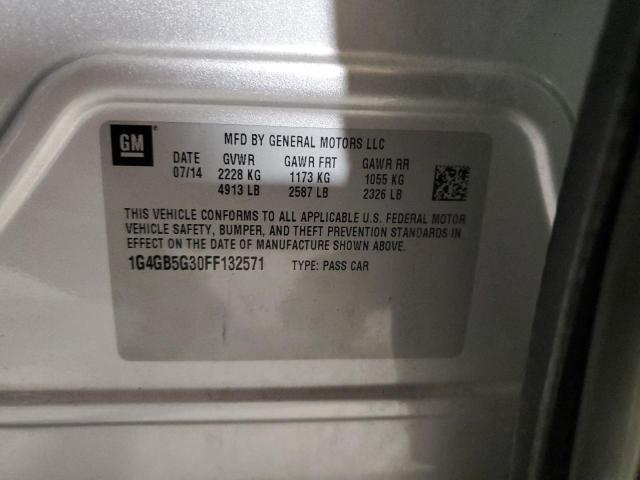 GM
MFD BY GENERAL MOTORS LLC
DATE GVWR GAWR FRT GAWR RR
07/14 2228 KG 1173 KG 1055 KG
4913 LB 2587 LB 2326 LB
THIS VEHICLE CONFORMS TO ALL APPLICABLE U.S. FEDERAL MOTOR
VEHICLE SAFETY, BUMPER, AND THEFT PREVENTION STANDARDS IN
EFFECT ON THE DATE OF MANUFACTURE SHOWN ABOVE.
1G4GB5G30FF132571 TYPE: PASS CAR